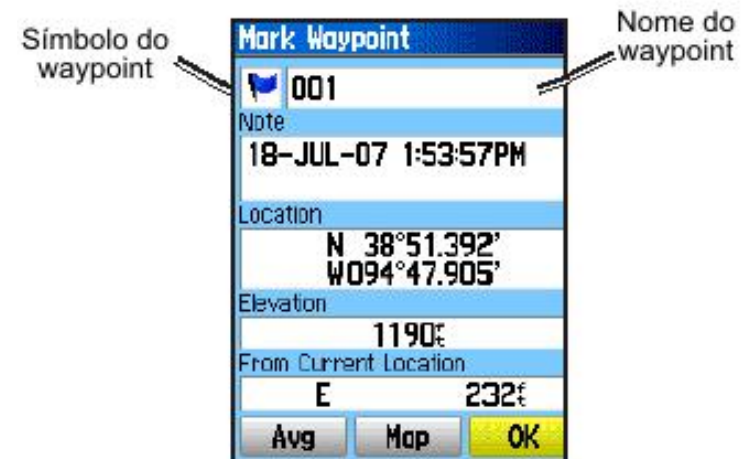 Símbolo do
waypoint
Nome do
waypoint
Mark Waypoint
001
Note
18-JUL-07 1:53:57PM
Location
N 38°51.392'
W094°47.905'
Elevation
1190ft
From Current Location
E 232ft
Avg Map OK